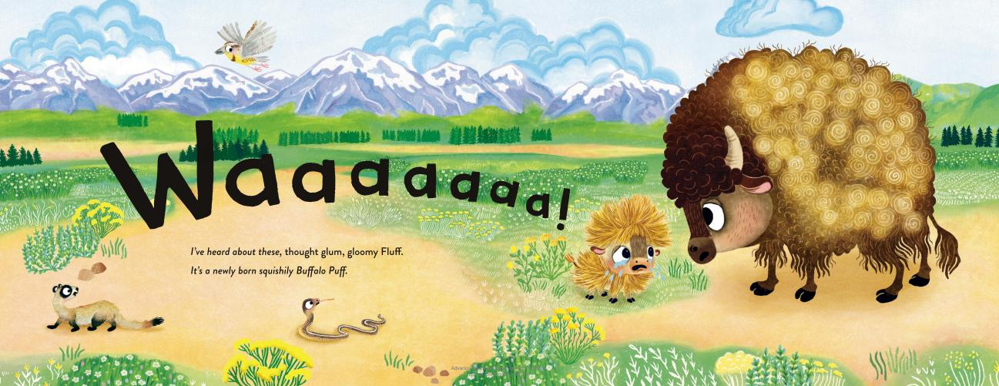 Waaaaaaaa!
I've heard about these, thought glum, gloomy Fluff.
It's a newly born squishily Buffalo Puff.